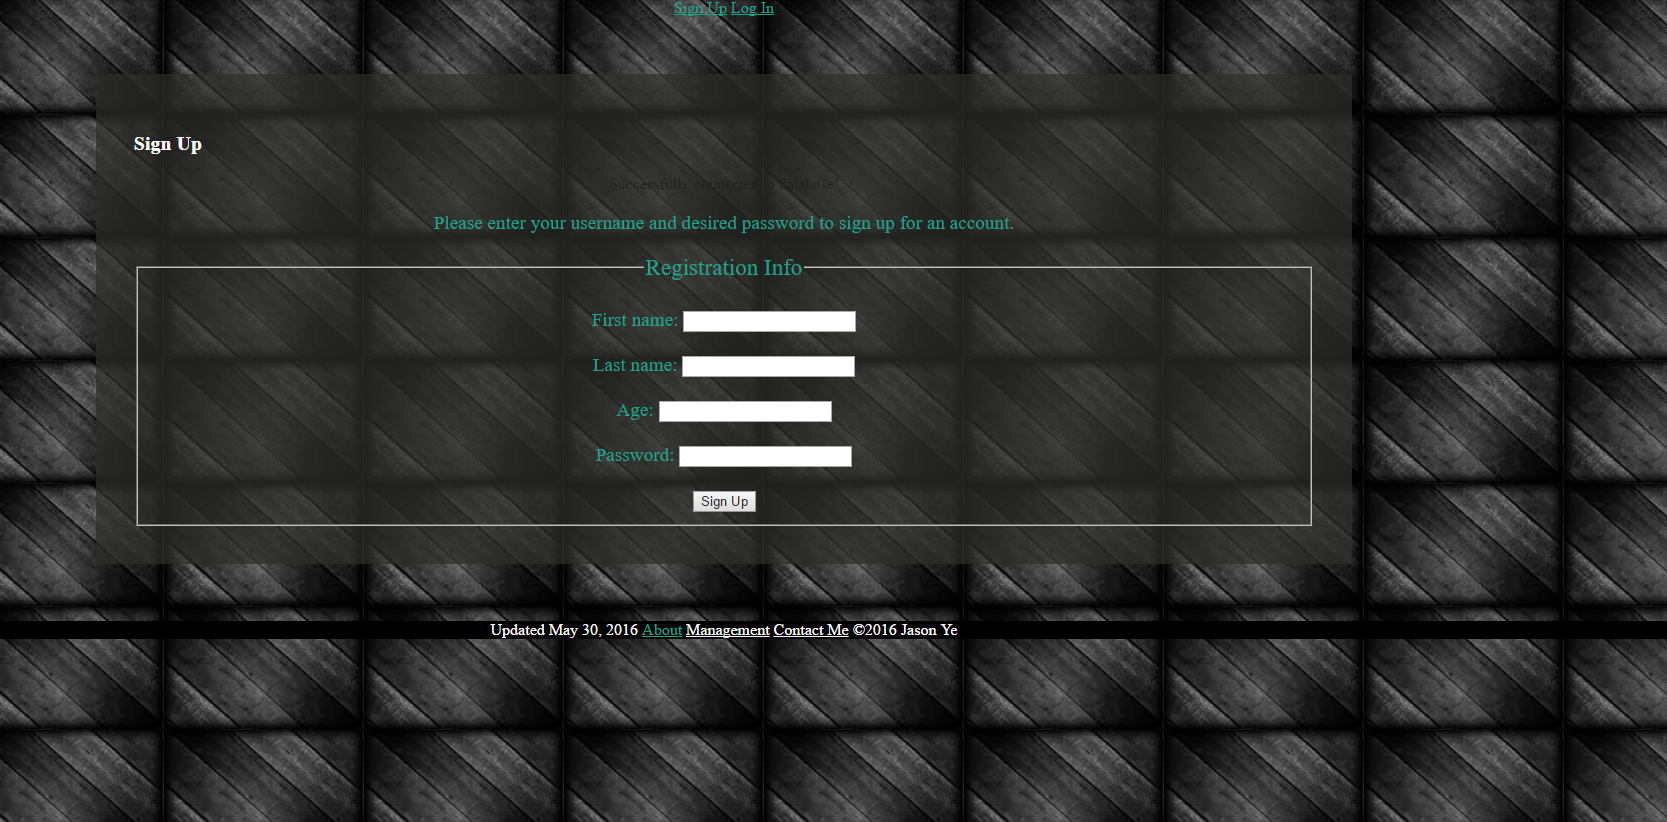 Sign Up Log In
Sign Up
Successfully connected to database!
Please enter your username and desired password to sign up for an account.
Registration Info
First name:
Last name:
Age:
Password:
Sign Up
Updated May 30, 2016 About Management Contact Me ©2016 Jason Ye